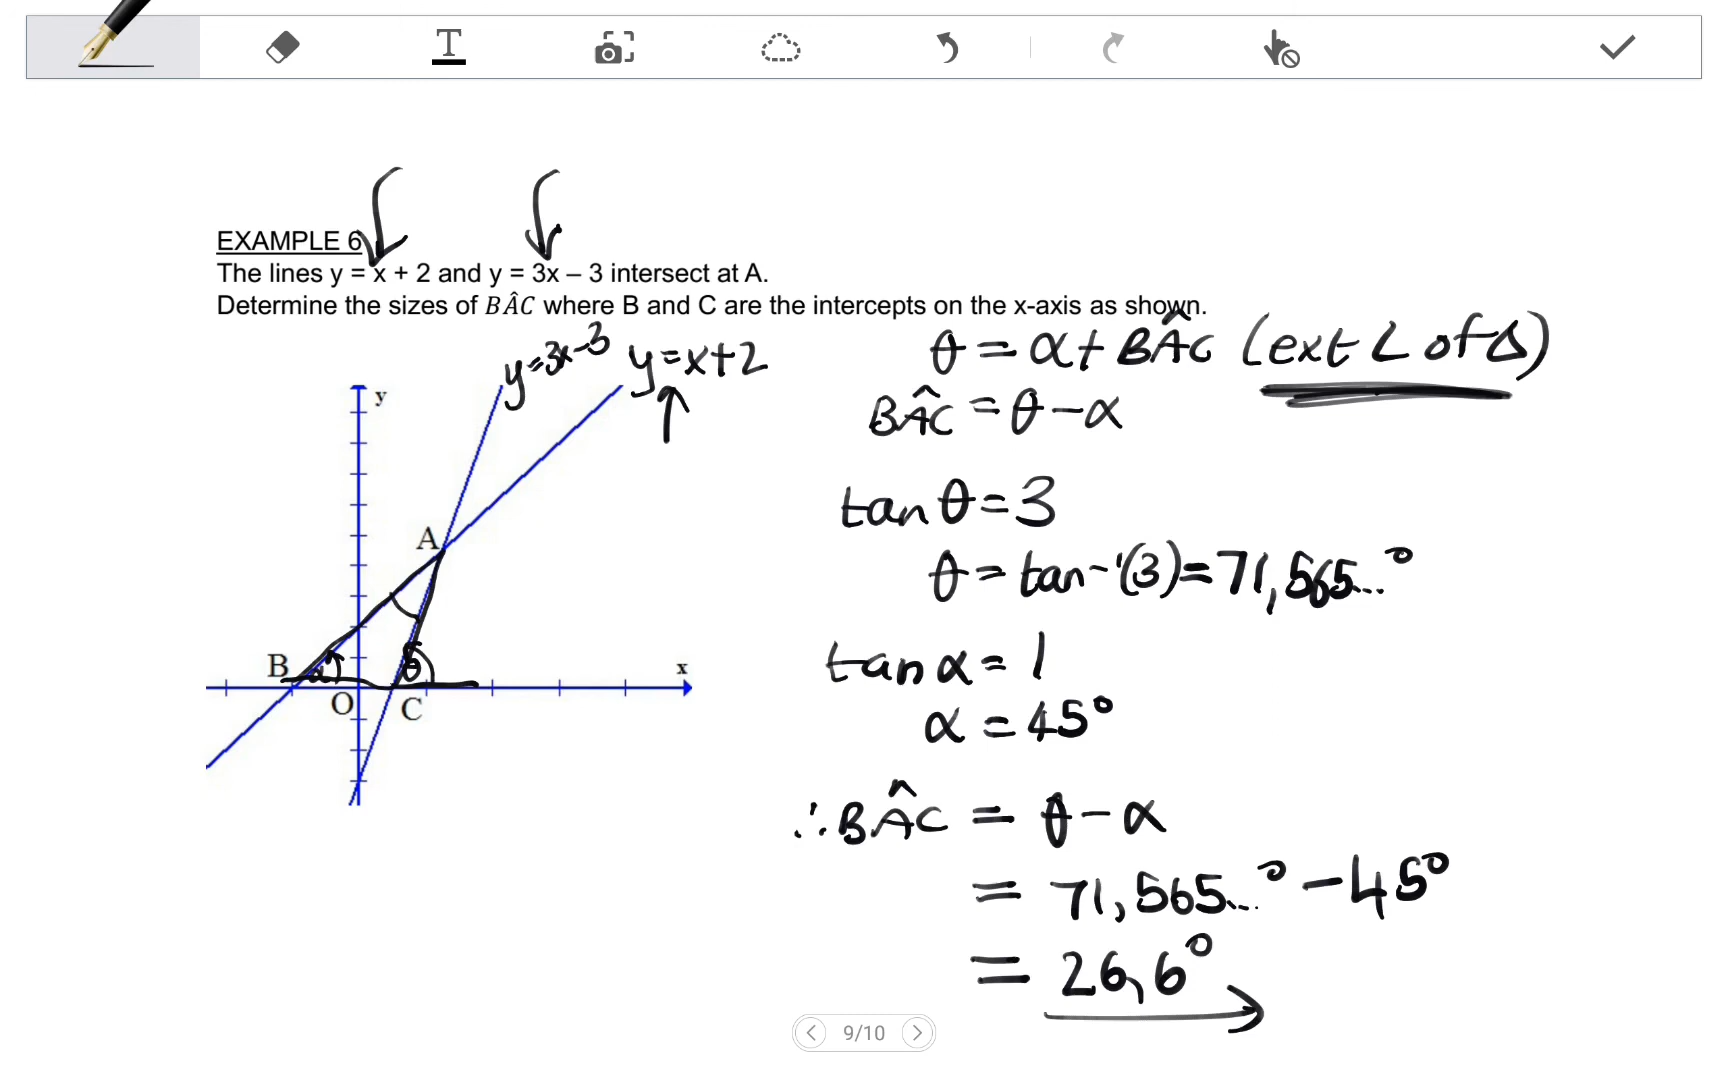 T
EXAMPLE 6
The lines y = x + 2 and y = 3x – 3 intersect at A.
Determine the sizes of BÂC where B and C are the intercepts on the x-axis as shown.
y=3x-3
y=x+2
y
A
B
α
θ
x
O
C
θ = α + BÂC (ext ∠ of Δ)
BÂC = θ - α
tan θ = 3
θ = tan-¹(3) = 71,565...°
tan α = 1
α = 45°
∴ BÂC = θ - α
= 71,565...° - 45°
= 26,6°
9/10